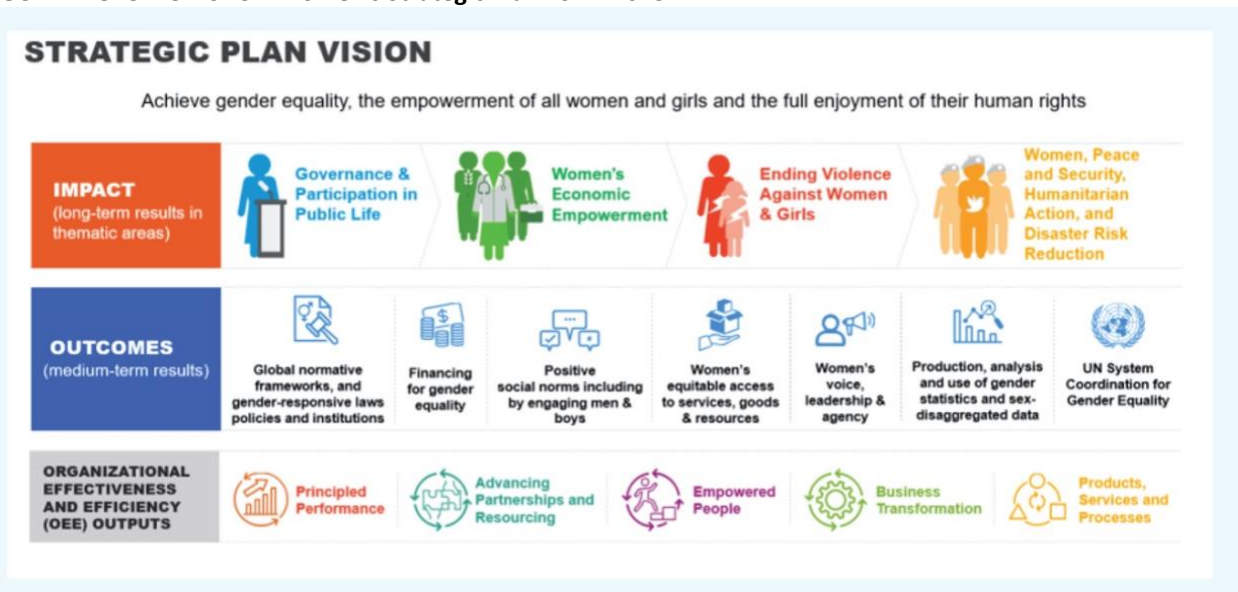 STRATEGIC PLAN VISION
Achieve gender equality, the empowerment of all women and girls and the full enjoyment of their human rights
IMPACT
(long-term results in
thematic areas)
Governance &
Participation in
Public Life
Women's
Economic
Empowerment
Ending Violence
Against Women
& Girls
Women, Peace
and Security,
Humanitarian
Action, and
Disaster Risk
Reduction
OUTCOMES
(medium-term results)
Global normative
frameworks, and
gender-responsive laws
policies and institutions
Financing
for gender
equality
Positive
social norms including
by engaging men &
boys
Women's
equitable access
to services, goods
& resources
Women's
voice,
leadership &
agency
Production, analysis
and use of gender
statistics and sex-
disaggregated data
UN System
Coordination for
Gender Equality
ORGANIZATIONAL
EFFECTIVENESS
AND EFFICIENCY
(OEE) OUTPUTS
Principled
Performance
Advancing
Partnerships and
Resourcing
Empowered
People
Business
Transformation
Products,
Services and
Processes